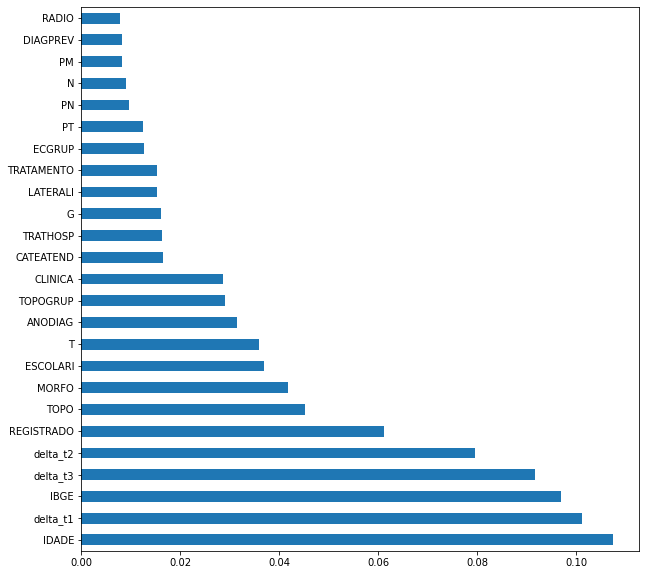 RADIO
DIAGPREV
PM
N
PN
PT
ECGRUP
TRATAMENTO
LATERALI
G
TRATHOSP
CATEATEND
CLINICA
TOPOGRUP
ANODIAG
T
ESCOLARI
MORFO
TOPO
REGISTRADO
delta_t2
delta_t3
IBGE
delta_t1
IDADE
0.00 0.02 0.04 0.06 0.08 0.10